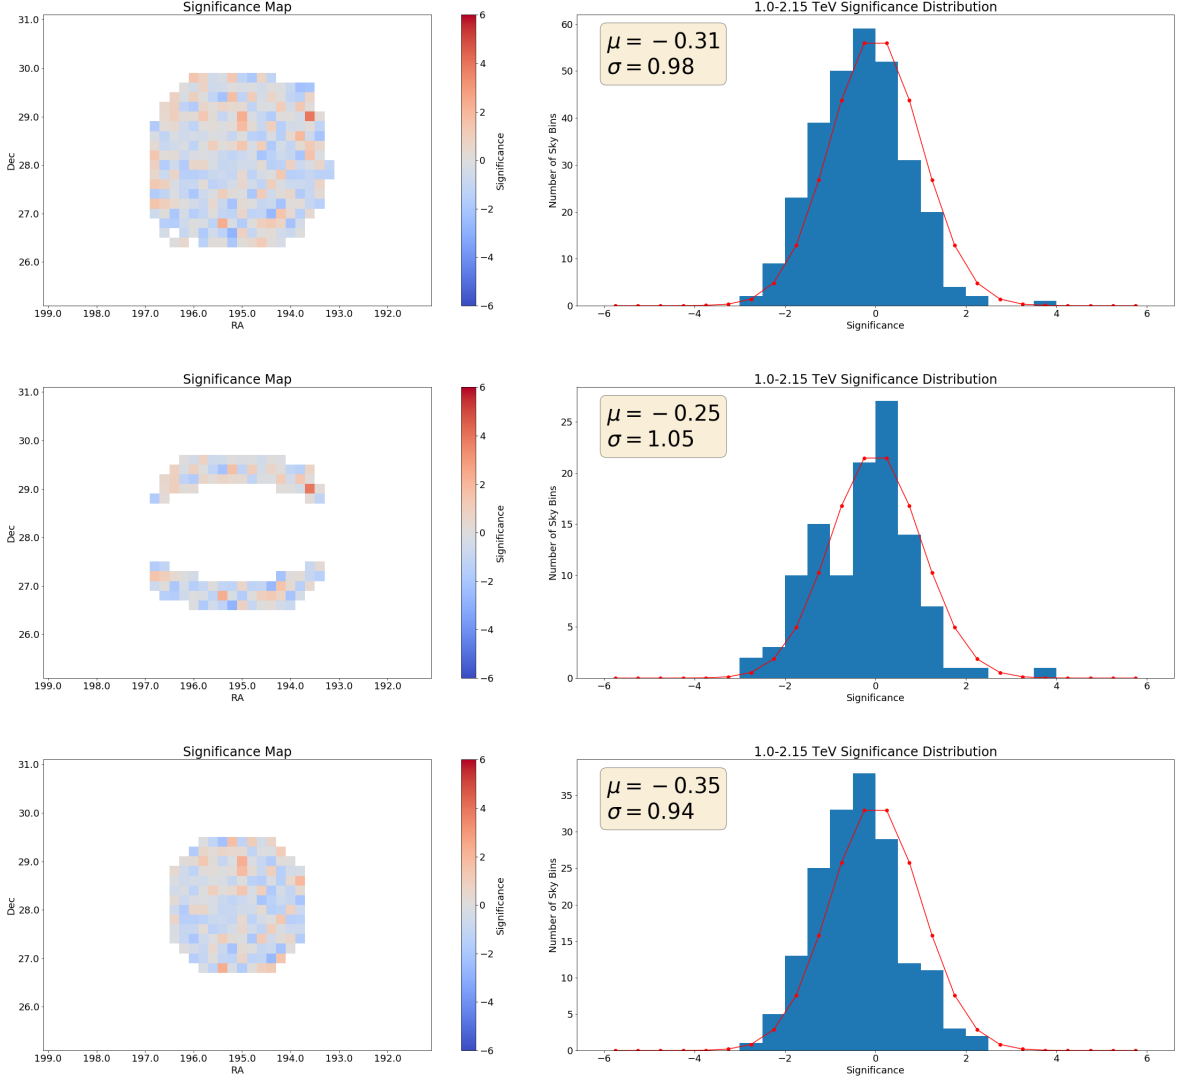 Significance Map
31.0
30.0
29.0
28.0
27.0
26.0
Dec
199.0 198.0 197.0 196.0 195.0 194.0 193.0 192.0
RA
6
4
2
0
−2
−4
−6
Significance
1.0-2.15 TeV Significance Distribution
μ = − 0.31
σ = 0.98
60
50
40
30
20
10
0
Number of Sky Bins
−6 −4 −2 0 2 4 6
Significance
Significance Map
31.0
30.0
29.0
28.0
27.0
26.0
Dec
199.0 198.0 197.0 196.0 195.0 194.0 193.0 192.0
RA
6
4
2
0
−2
−4
−6
Significance
1.0-2.15 TeV Significance Distribution
μ = − 0.25
σ = 1.05
25
20
15
10
5
0
Number of Sky Bins
−6 −4 −2 0 2 4 6
Significance
Significance Map
31.0
30.0
29.0
28.0
27.0
26.0
Dec
199.0 198.0 197.0 196.0 195.0 194.0 193.0 192.0
RA
6
4
2
0
−2
−4
−6
Significance
1.0-2.15 TeV Significance Distribution
μ = − 0.35
σ = 0.94
35
30
25
20
15
10
5
0
Number of Sky Bins
−6 −4 −2 0 2 4 6
Significance